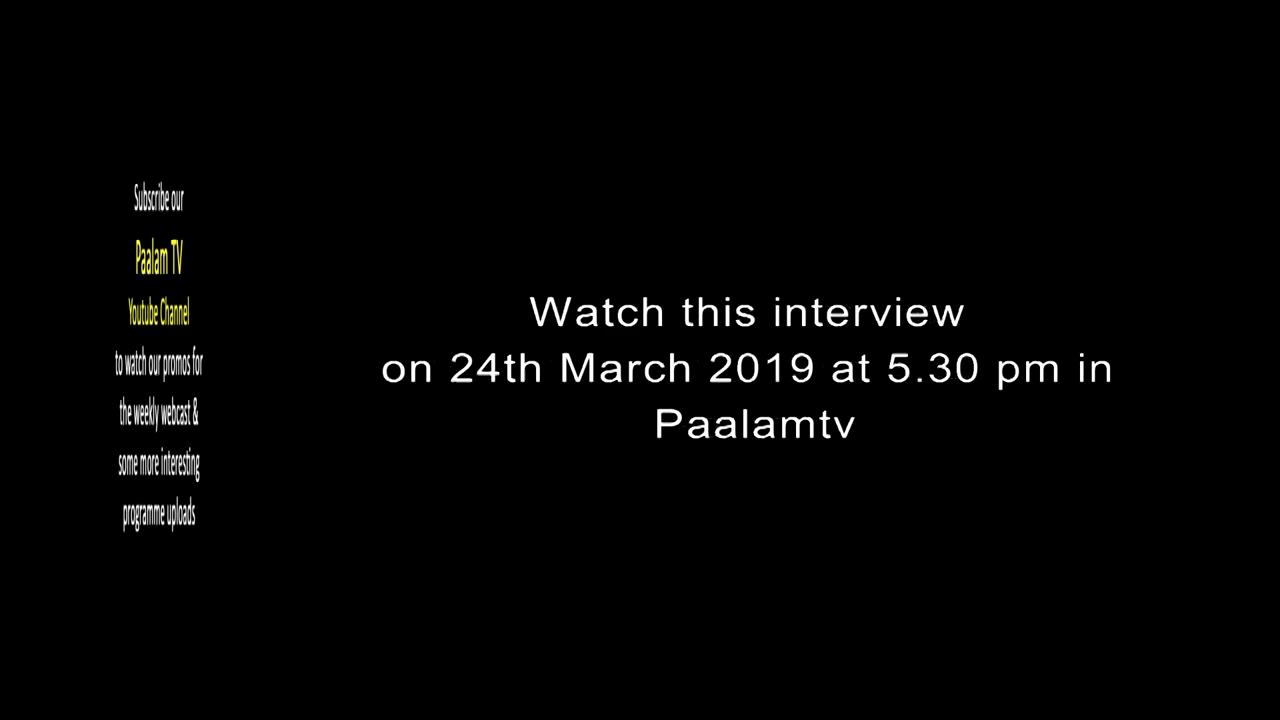 Subscribe our
Paalam TV
Youtube Channel
to watch our promos for
the weekly webcast &
some more interesting
programme uploads
Watch this interview
on 24th March 2019 at 5.30 pm in
Paalamtv